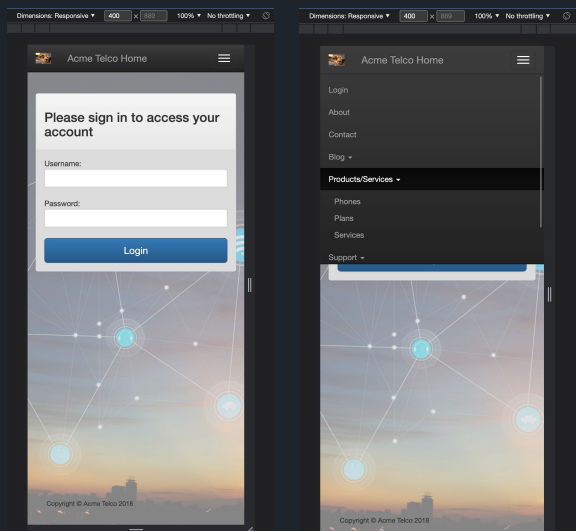 Dimensions: Responsive ▼ 400 × 889 100% ▼ No throttling ▼
Acme Telco Home
Please sign in to access your
account
Username:
Password:
Login
Copyright © Acme Telco 2018
Dimensions: Responsive ▼ 400 × 889 100% ▼ No throttling ▼
Acme Telco Home
Login
About
Contact
Blog
Products/Services
Phones
Plans
Services
Support
Copyright © Acme Telco 2018